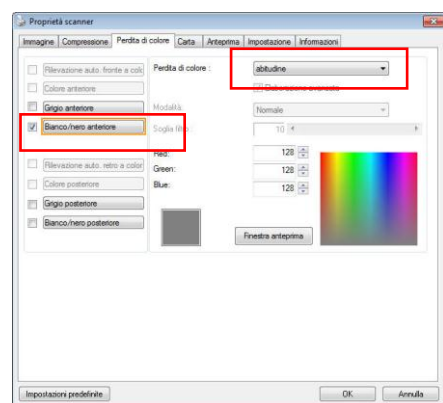 Proprietà scanner
Immagine Compressione Perdita di colore Carta Anteprima Impostazione Informazioni
Rilevazione auto. fronte a colo
Colore anteriore
Grigio anteriore
Bianco/nero anteriore
Rilevazione auto. retro a color
Colore posteriore
Grigio posteriore
Bianco/nero posteriore
Perdita di colore : abitudine
Modalità: Normale
Soglia filtro 10
Red: 128
Green: 128
Blue: 128
Finestra anteprima
Impostazioni predefinite OK Annulla